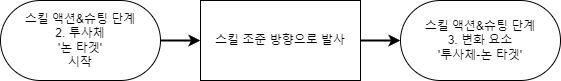 스킬 액션&슈팅 단계
2. 투사체
'논 타겟'
시작
스킬 조준 방향으로 발사
스킬 액션&슈팅 단계
3. 변화 요소
'투사체-논 타겟'